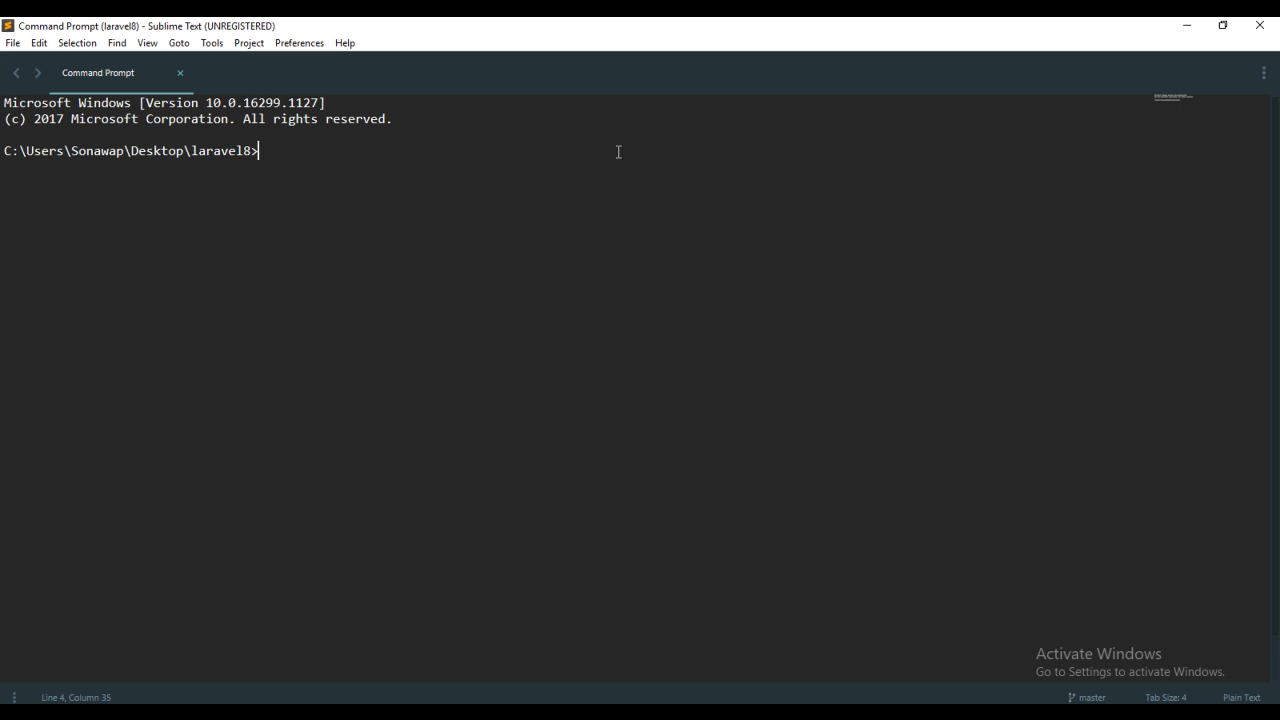 Command Prompt (laravel8) - Sublime Text (UNREGISTERED)
File Edit Selection Find View Goto Tools Project Preferences Help
Command Prompt
Microsoft Windows [Version 10.0.16299.1127]
(c) 2017 Microsoft Corporation. All rights reserved.
C:\Users\Sonawap\Desktop\laravel8>
Activate Windows
Go to Settings to activate Windows.
Line 4, Column 35 master Tab Size: 4 Plain Text